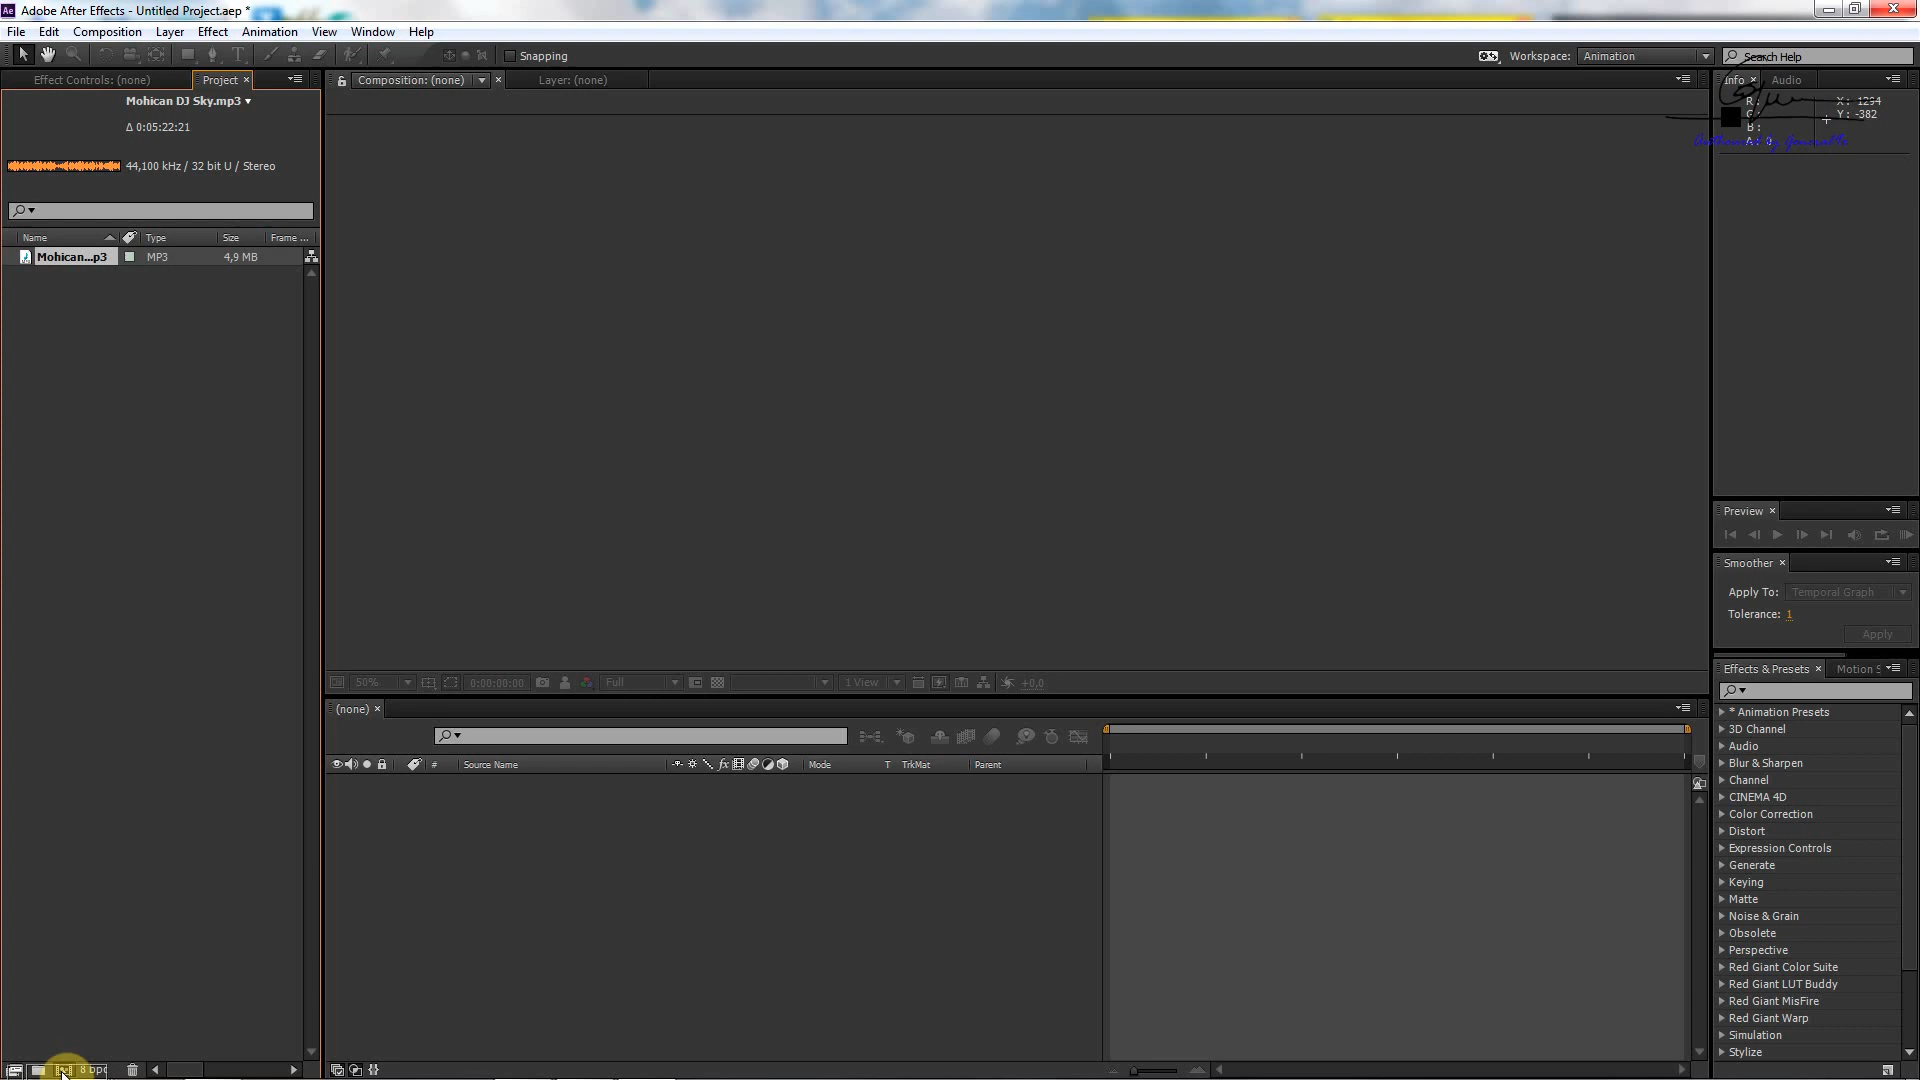 Ae Adobe After Effects - Untitled Project.aep *
File Edit Composition Layer Effect Animation View Window Help
Snapping
Workspace: Animation
Search Help
Effect Controls: (none) Project
Composition: (none) Layer: (none)
Info Audio
Mohican DJ Sky.mp3
Δ 0:05:22:21
44,100 kHz / 32 bit U / Stereo
R:
G:
B:
A: 0
X: 1294
Y: -382
Name Type Size Frame ...
Mohican...p3 MP3 4,9 MB
Preview
Smoother
Apply To: Temporal Graph
Tolerance: 1
Apply
50% 0:00:00:00 Full 1 View +0,0
Effects & Presets Motion S
(none)
# Source Name Mode T TrkMat Parent
* Animation Presets
3D Channel
Audio
Blur & Sharpen
Channel
CINEMA 4D
Color Correction
Distort
Expression Controls
Generate
Keying
Matte
Noise & Grain
Obsolete
Perspective
Red Giant Color Suite
Red Giant LUT Buddy
Red Giant MisFire
Red Giant Warp
Simulation
Stylize
8 bpc